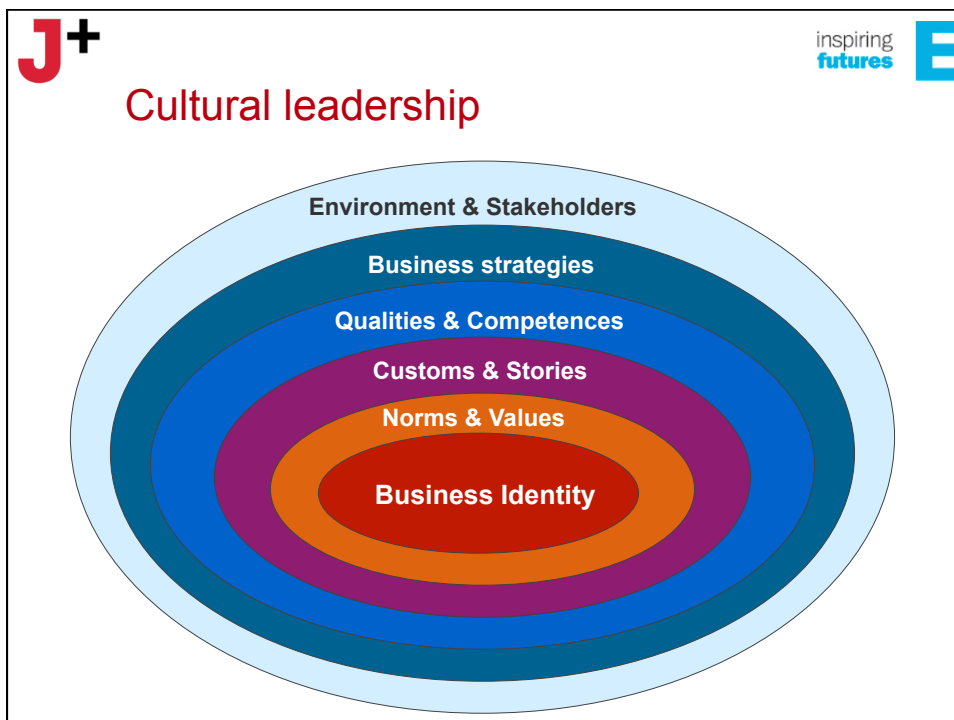 J+
inspiring
futures
E
Cultural leadership
Environment & Stakeholders
Business strategies
Qualities & Competences
Customs & Stories
Norms & Values
Business Identity